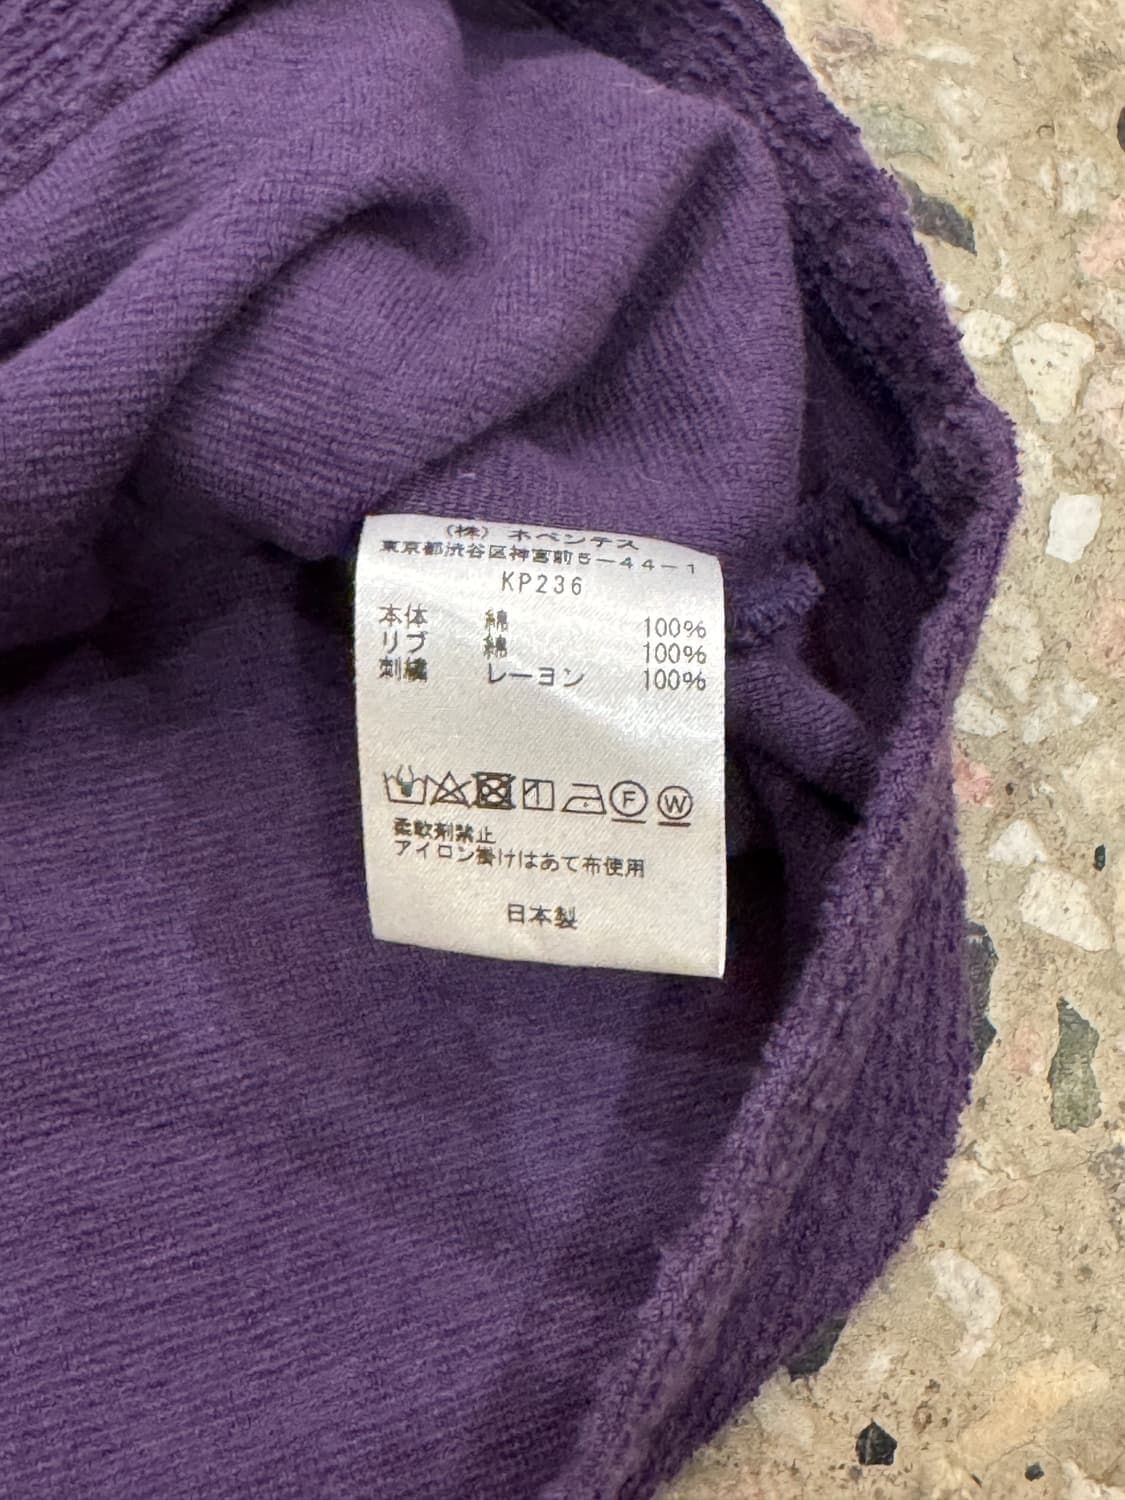 (株) ホペンテス
東京都渋谷区神宮前5-44-1
KP236
本体 綿 100%
リブ 綿 100%
刺繍 レーヨン 100%
F W
柔軟剤禁止
アイロン掛けはあて布使用
日本製